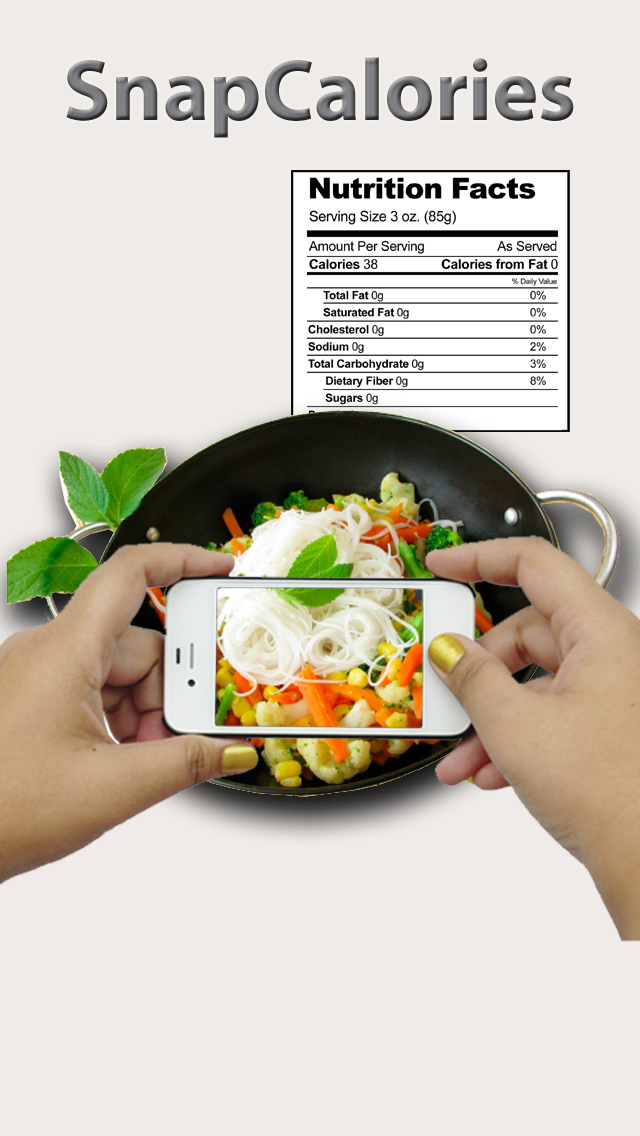 SnapCalories
Nutrition Facts
Serving Size 3 oz. (85g)
Amount Per Serving As Served
Calories 38 Calories from Fat 0
% Daily Value
Total Fat 0g 0%
Saturated Fat 0g 0%
Cholesterol 0g 0%
Sodium 0g 2%
Total Carbohydrate 0g 3%
Dietary Fiber 0g 8%
Sugars 0g